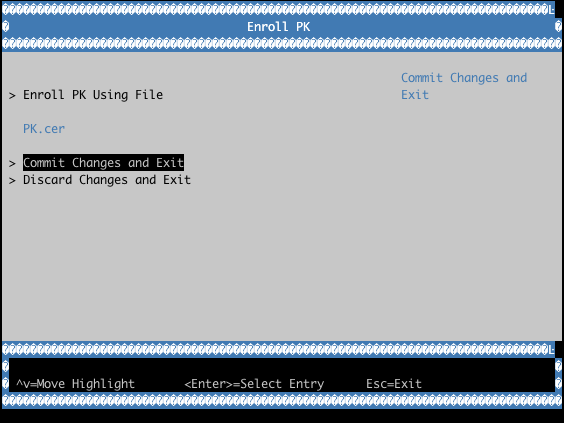 Enroll PK
Commit Changes and
Exit
> Enroll PK Using File
PK.cer
> Commit Changes and Exit
> Discard Changes and Exit
^v=Move Highlight <Enter>=Select Entry Esc=Exit